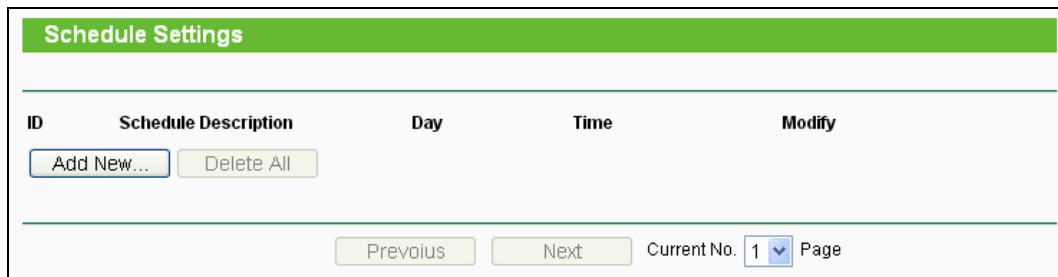 Schedule Settings
ID Schedule Description Day Time Modify
Add New... Delete All
Prevoius Next Current No. 1 Page